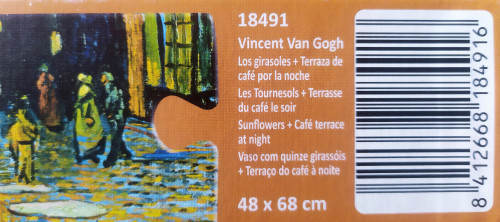 18491
Vincent Van Gogh
Los girasoles + Terraza de
café por la noche
Les Tournesols + Terrasse
du café le soir
Sunflowers + Café terrace
at night
Vaso com quinze girassóis
+ Terraço do café à noite
48 x 68 cm
8 412668 184916